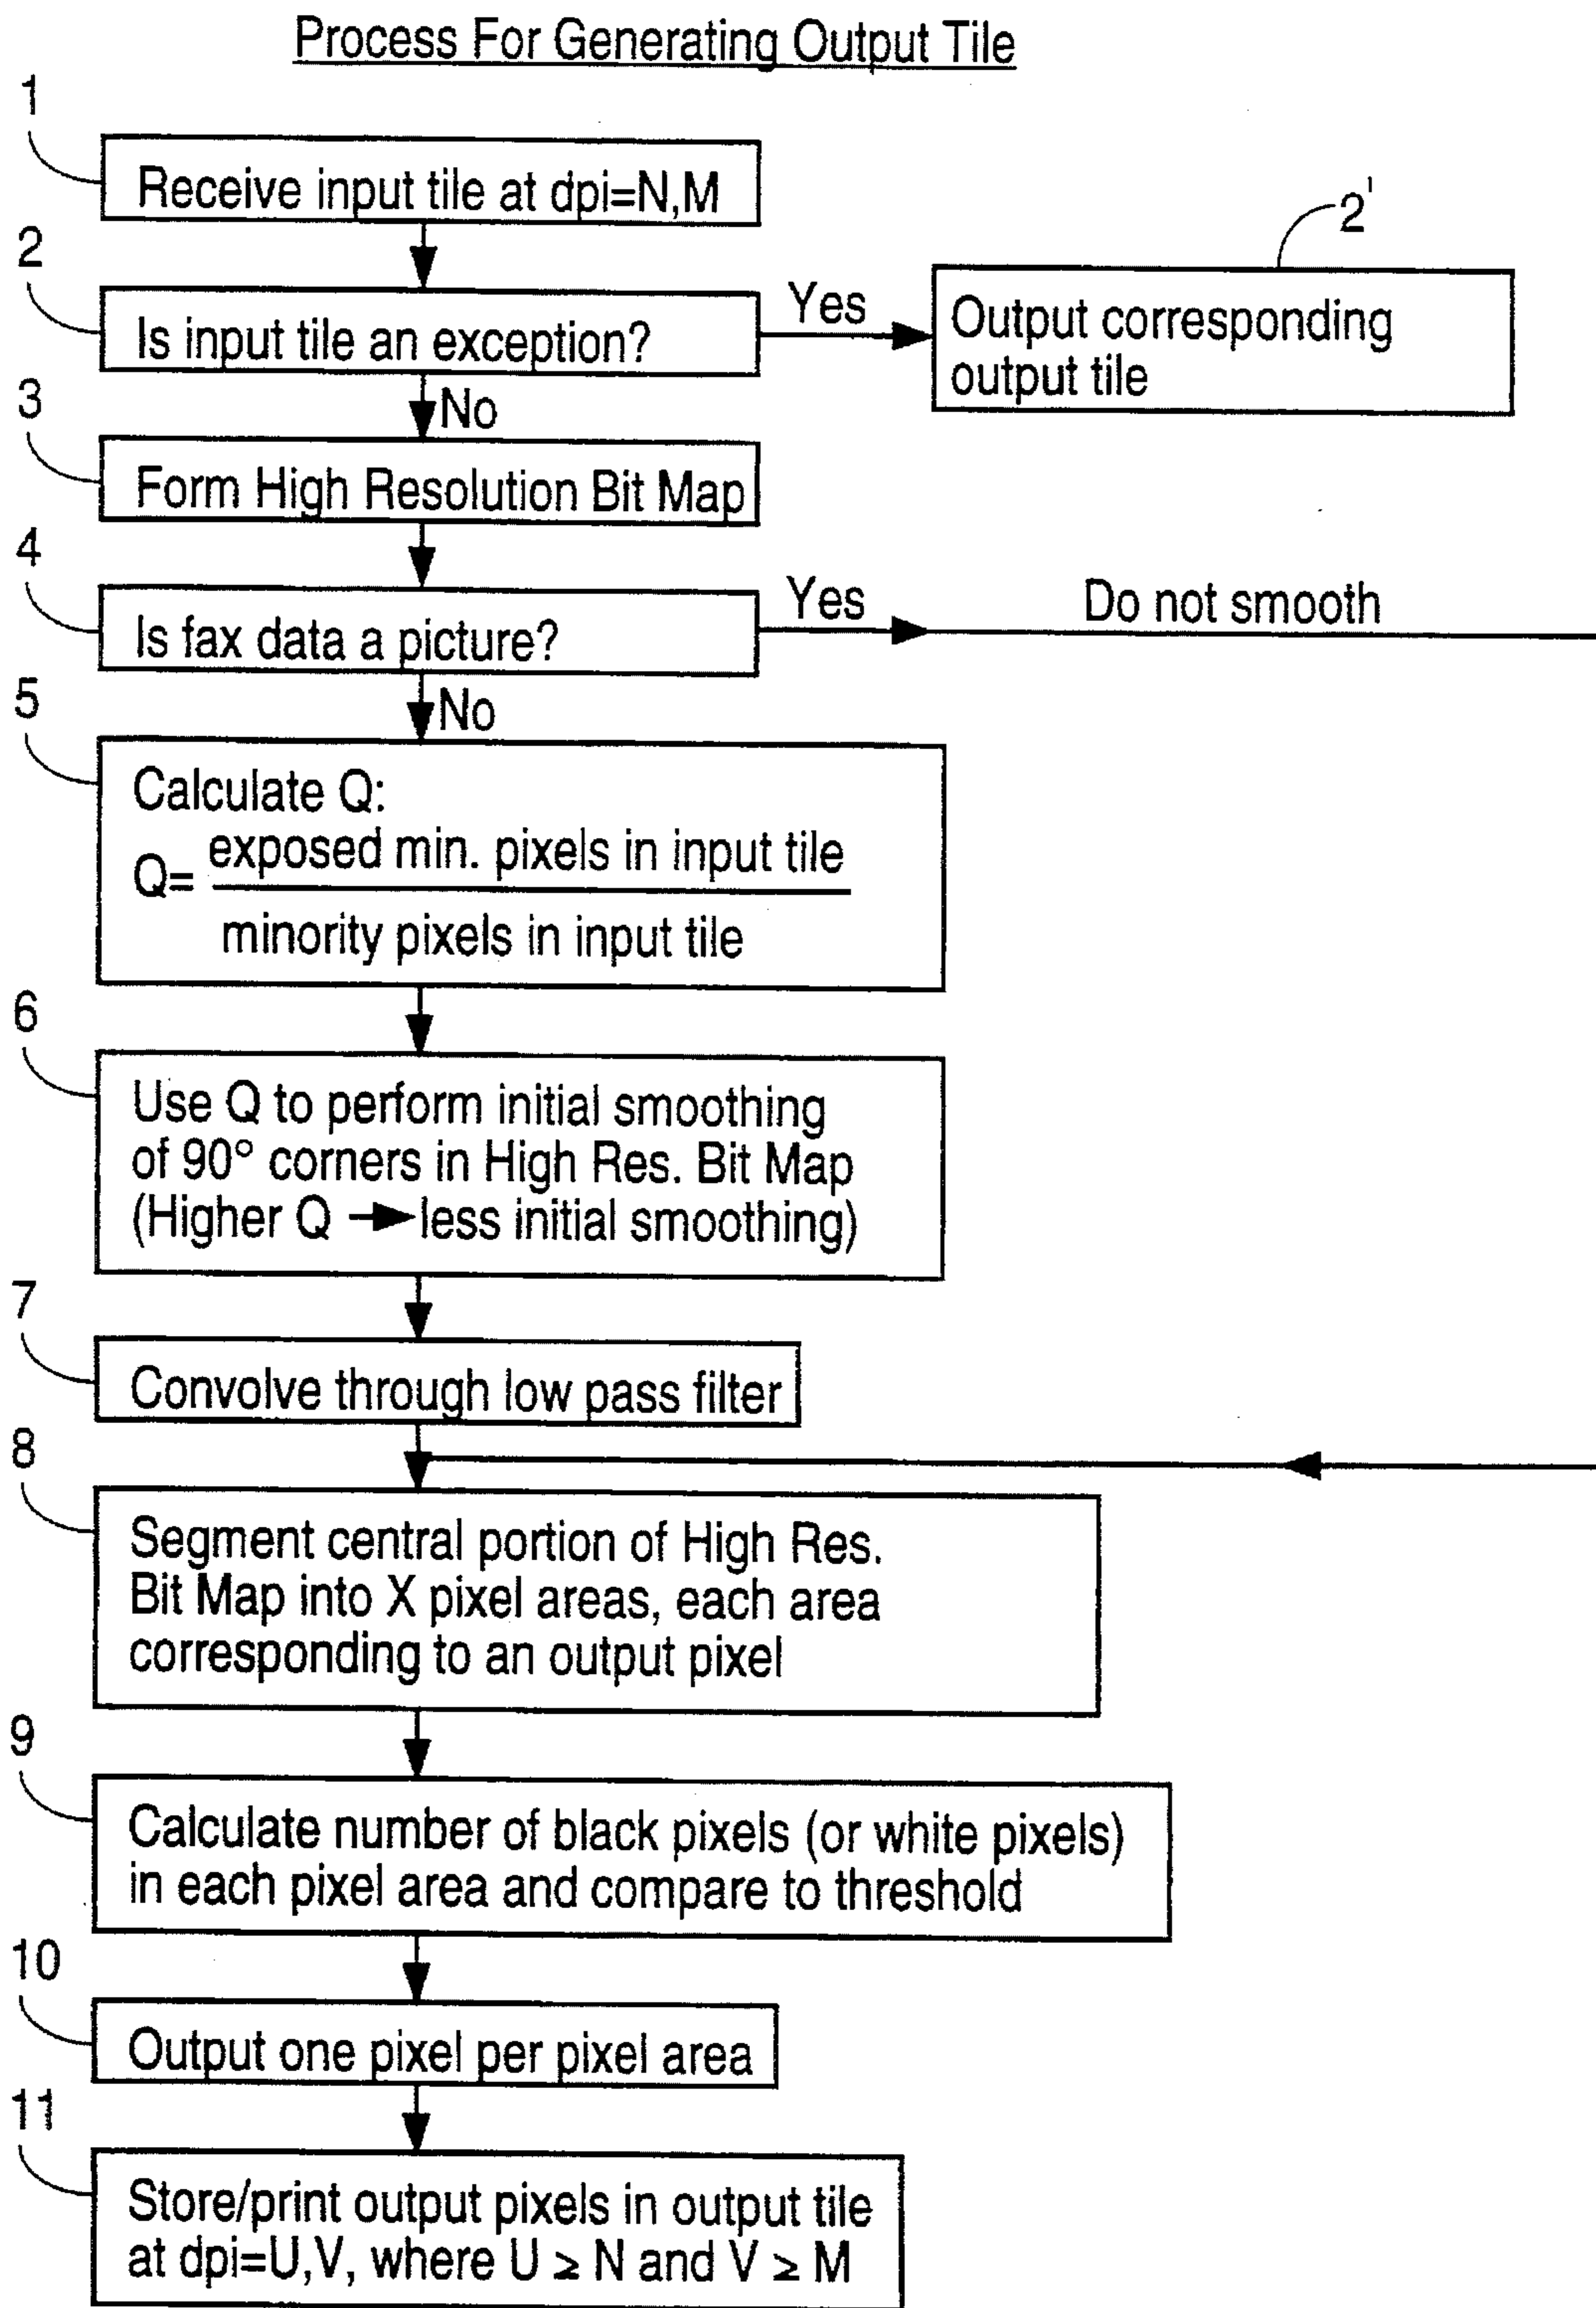 Process For Generating Output Tile
1
Receive input tile at dpi=N,M
2
Is input tile an exception?
Yes
2'
Output corresponding
output tile
No
3
Form High Resolution Bit Map
4
Is fax data a picture?
Yes
Do not smooth
No
5
Calculate Q:
Q= exposed min. pixels in input tile
minority pixels in input tile
6
Use Q to perform initial smoothing
of 90° corners in High Res. Bit Map
(Higher Q → less initial smoothing)
7
Convolve through low pass filter
8
Segment central portion of High Res.
Bit Map into X pixel areas, each area
corresponding to an output pixel
9
Calculate number of black pixels (or white pixels)
in each pixel area and compare to threshold
10
Output one pixel per pixel area
11
Store/print output pixels in output tile
at dpi=U,V, where U ≥ N and V ≥ M